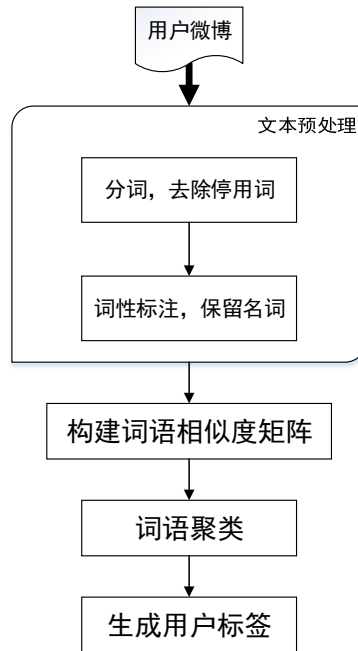 用户微博
文本预处理
分词，去除停用词
词性标注，保留名词
构建词语相似度矩阵
词语聚类
生成用户标签